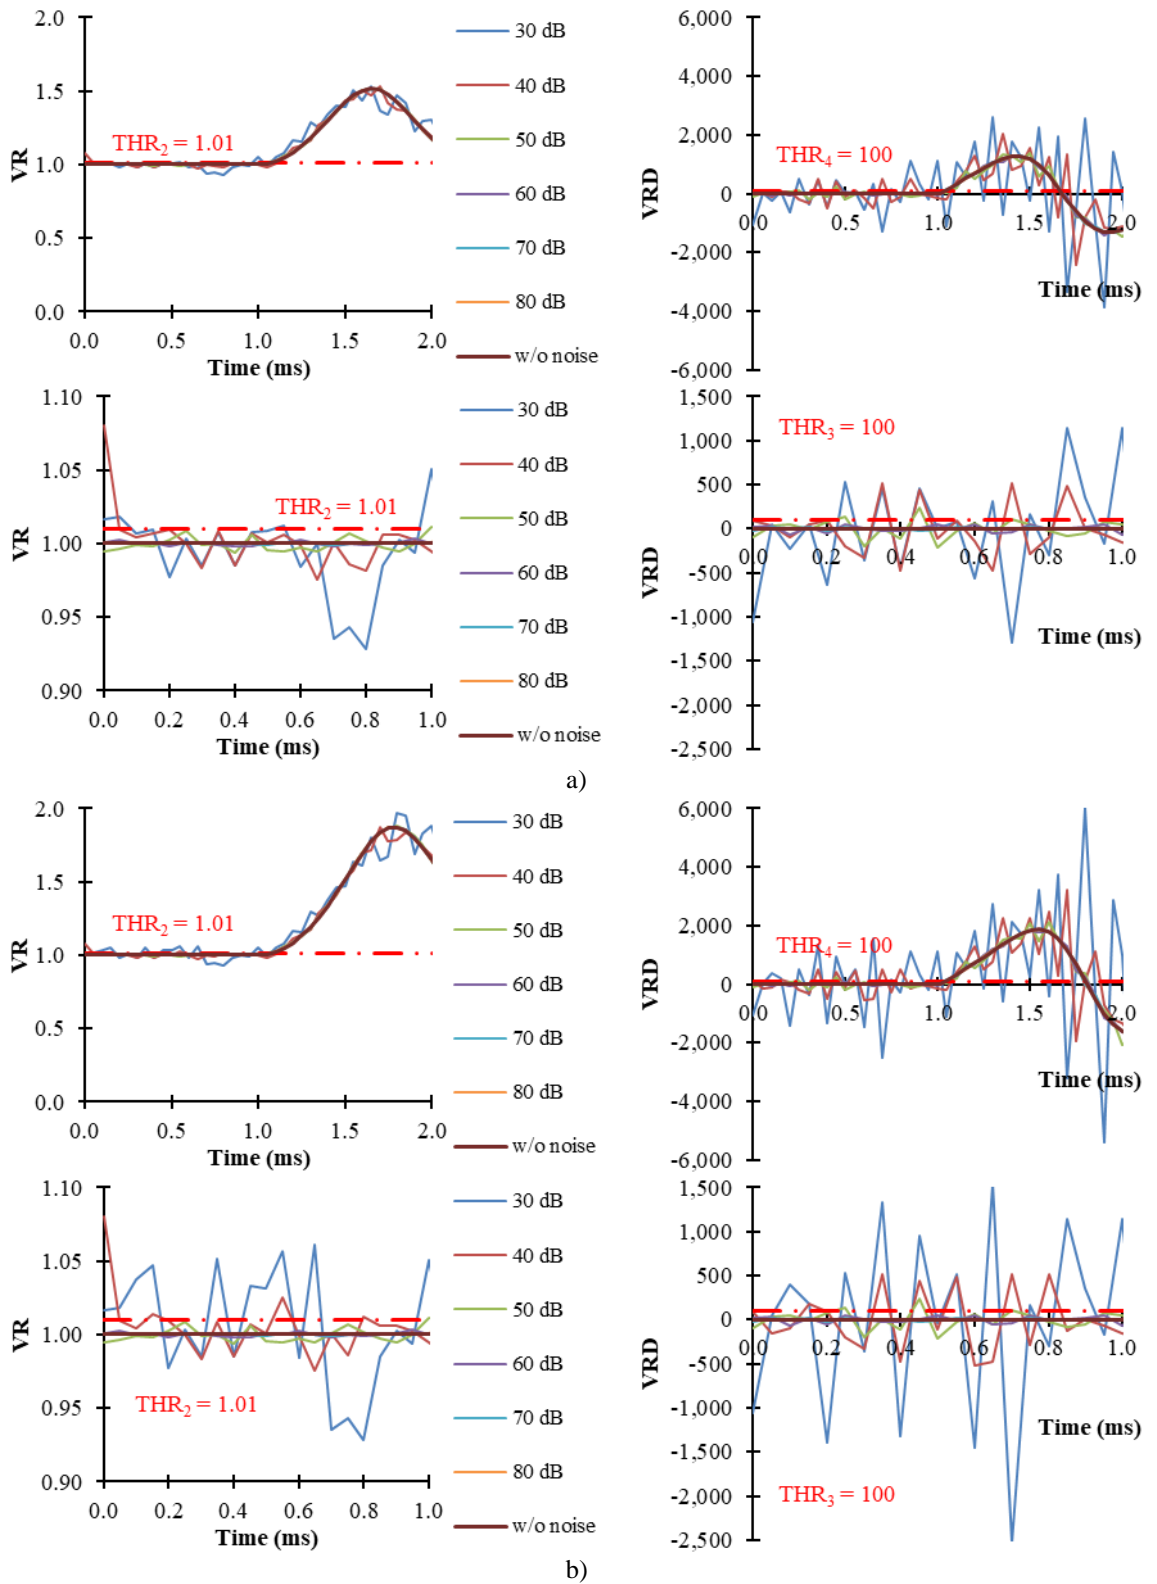 2.0
1.5
1.0
0.5
0.0
VR
THR2 = 1.01
0.0 0.5 1.0 1.5 2.0
Time (ms)
30 dB
40 dB
50 dB
60 dB
70 dB
80 dB
w/o noise
6,000
4,000
2,000
0
-2,000
-4,000
-6,000
VRD
THR4 = 100
0.0 0.5 1.0 1.5 2.0
Time (ms)
1.10
1.05
1.00
0.95
0.90
VR
THR2 = 1.01
0.0 0.2 0.4 0.6 0.8 1.0
Time (ms)
30 dB
40 dB
50 dB
60 dB
70 dB
80 dB
w/o noise
1,500
1,000
500
0
-500
-1,000
-1,500
-2,000
-2,500
VRD
THR3 = 100
0.0 0.2 0.4 0.6 0.8 1.0
Time (ms)
a)
2.0
1.5
1.0
0.5
0.0
VR
THR2 = 1.01
0.0 0.5 1.0 1.5 2.0
Time (ms)
30 dB
40 dB
50 dB
60 dB
70 dB
80 dB
w/o noise
6,000
4,000
2,000
0
-2,000
-4,000
-6,000
VRD
THR4 = 100
0.0 0.5 1.0 1.5 2.0
Time (ms)
1.10
1.05
1.00
0.95
0.90
VR
THR2 = 1.01
0.0 0.2 0.4 0.6 0.8 1.0
Time (ms)
30 dB
40 dB
50 dB
60 dB
70 dB
80 dB
w/o noise
1,500
1,000
500
0
-500
-1,000
-1,500
-2,000
-2,500
VRD
THR3 = 100
0.0 0.2 0.4 0.6 0.8 1.0
Time (ms)
b)